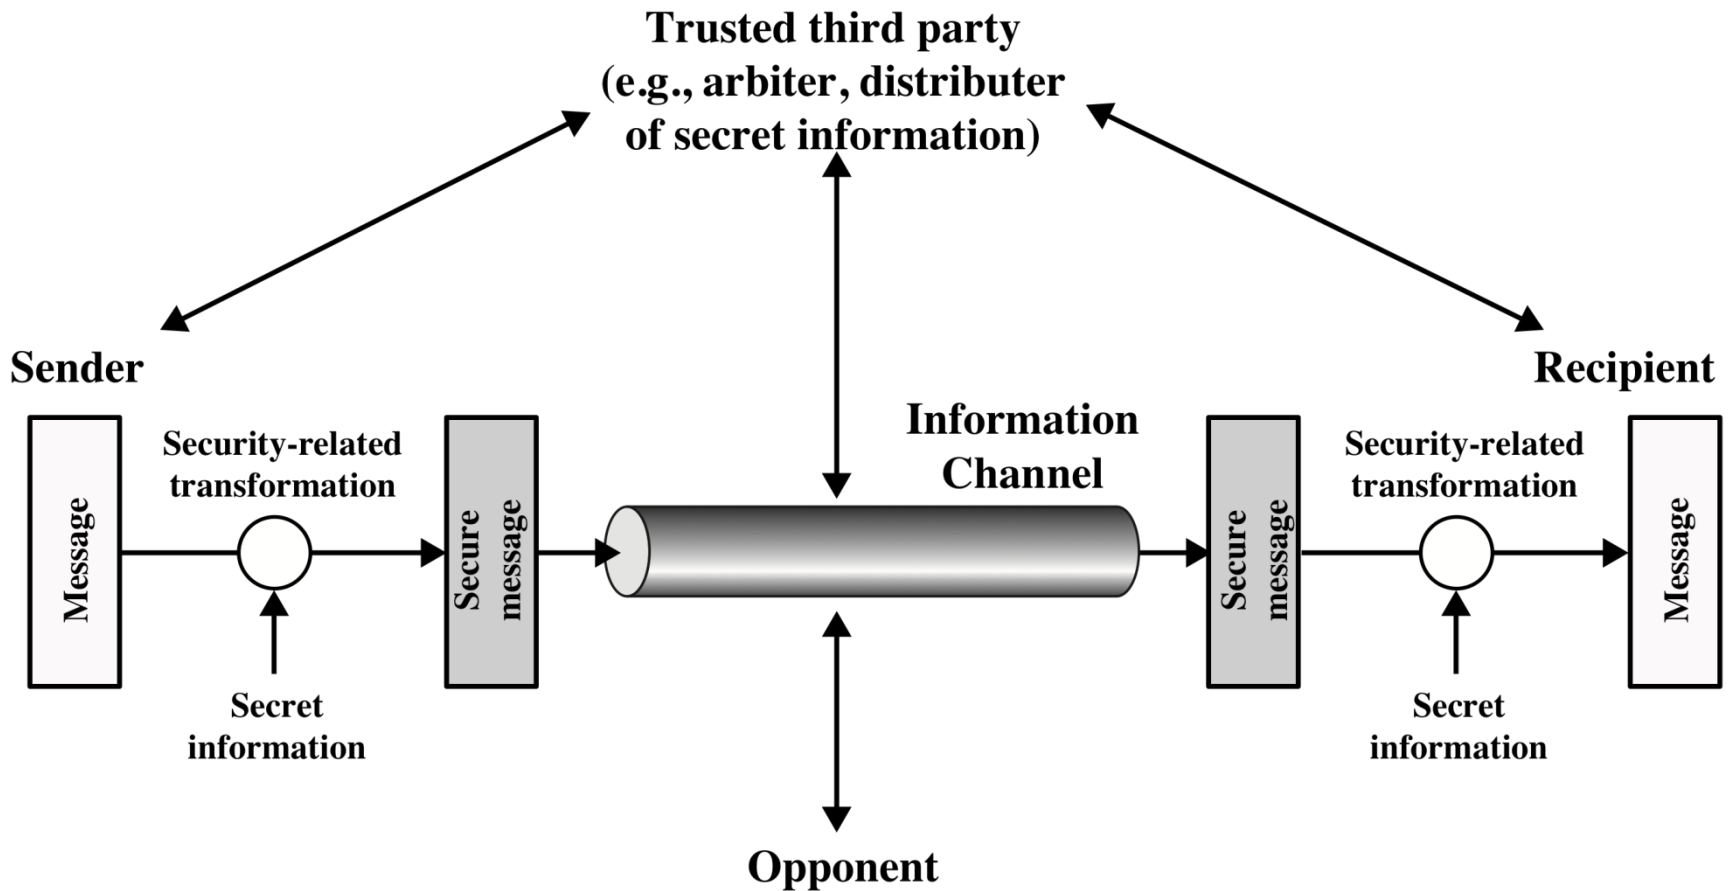 Trusted third party
(e.g., arbiter, distributer
of secret information)
Sender
Recipient
Information
Channel
Security-related
transformation
Security-related
transformation
Message
Secure
message
Secure
message
Message
Secret
information
Secret
information
Opponent